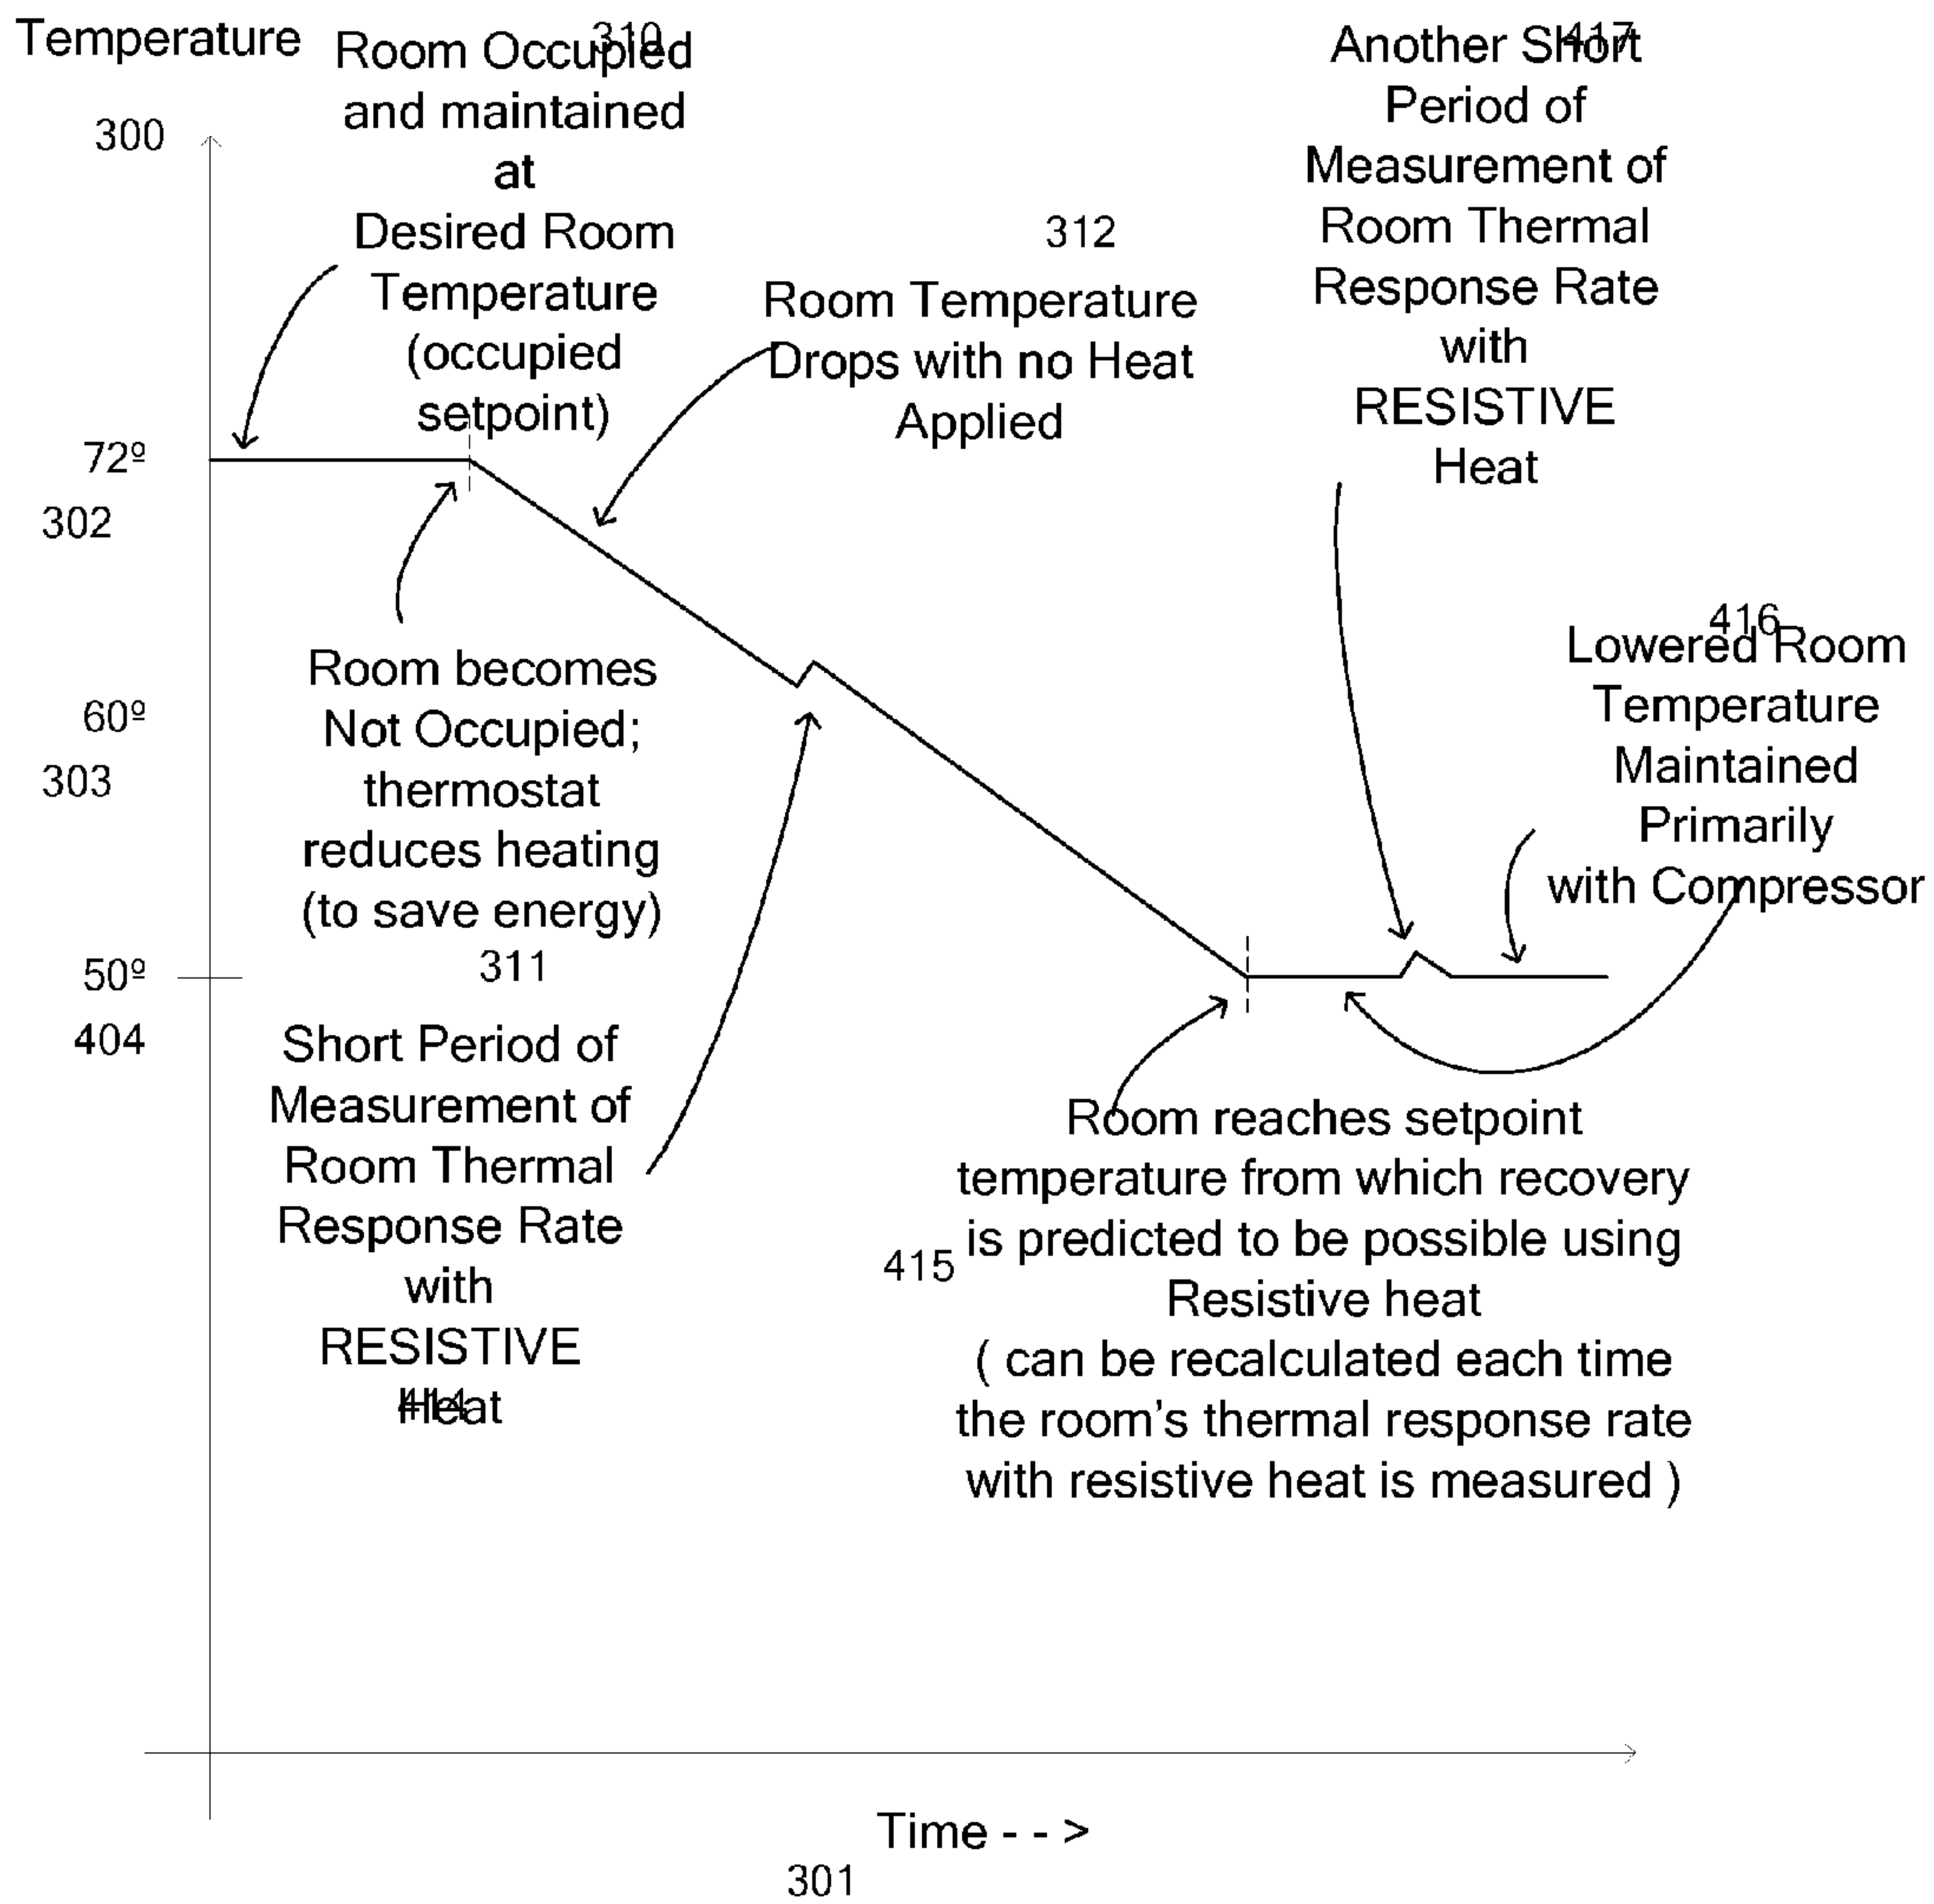 Temperature
300
310
Room Occupied
and maintained
at
Desired Room
Temperature
(occupied
setpoint)
312
Room Temperature
Drops with no Heat
Applied
417
Another Short
Period of
Measurement of
Room Thermal
Response Rate
with
RESISTIVE
Heat
72º
302
60º
303
50º
404
Room becomes
Not Occupied;
thermostat
reduces heating
(to save energy)
311
416
Lowered Room
Temperature
Maintained
Primarily
with Compressor
Short Period of
Measurement of
Room Thermal
Response Rate
with
RESISTIVE
Heat
414
Room reaches setpoint
temperature from which recovery
is predicted to be possible using
Resistive heat
( can be recalculated each time
the room's thermal response rate
with resistive heat is measured )
415
Time - - >
301